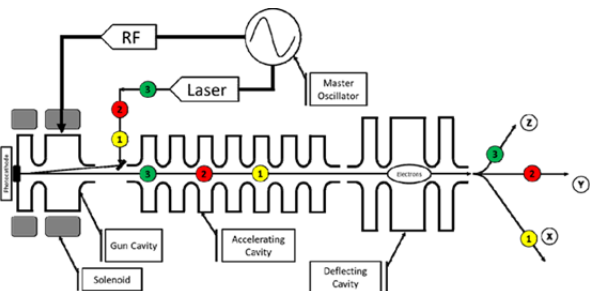 RF
Master
Oscillator
3
Laser
2
1
Z
Photocathode
3
3
2
1
Electrons
2
Y
1
X
Gun Cavity
Accelerating
Cavity
Deflecting
Cavity
Solenoid